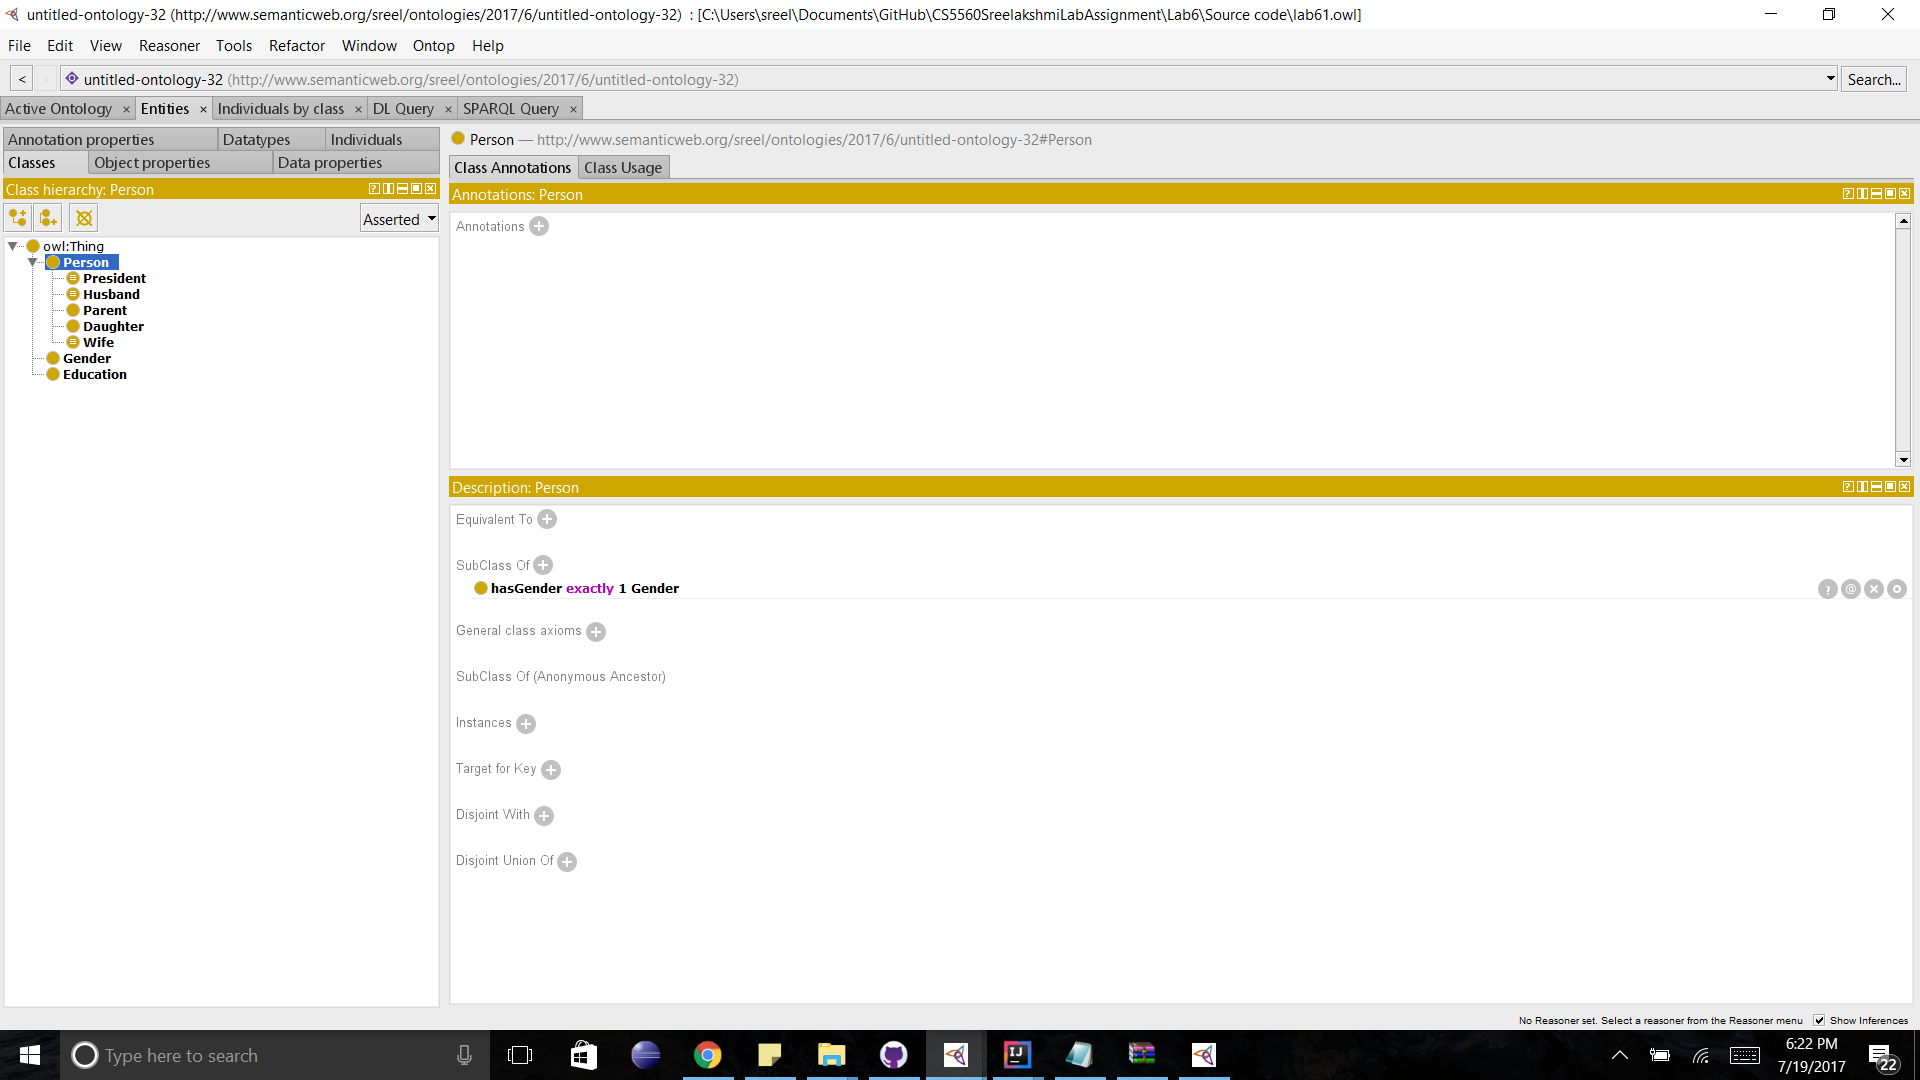 untitled-ontology-32 (http://www.semanticweb.org/sreel/ontologies/2017/6/untitled-ontology-32) : [C:\Users\sreel\Documents\GitHub\CS5560SreelakshmiLabAssignment\Lab6\Source code\lab61.owl]
File Edit View Reasoner Tools Refactor Window Ontop Help
< > untitled-ontology-32 (http://www.semanticweb.org/sreel/ontologies/2017/6/untitled-ontology-32) Search...
Active Ontology × Entities × Individuals by class × DL Query × SPARQL Query ×
Annotation properties Datatypes Individuals
Classes Object properties Data properties
Class hierarchy: Person
Asserted
owl:Thing
Person
President
Husband
Parent
Daughter
Wife
Gender
Education
Person — http://www.semanticweb.org/sreel/ontologies/2017/6/untitled-ontology-32#Person
Class Annotations Class Usage
Annotations: Person
Annotations
Description: Person
Equivalent To
SubClass Of
hasGender exactly 1 Gender
General class axioms
SubClass Of (Anonymous Ancestor)
Instances
Target for Key
Disjoint With
Disjoint Union Of
No Reasoner set. Select a reasoner from the Reasoner menu Show Inferences
Type here to search
IJ
6:22 PM
7/19/2017
22